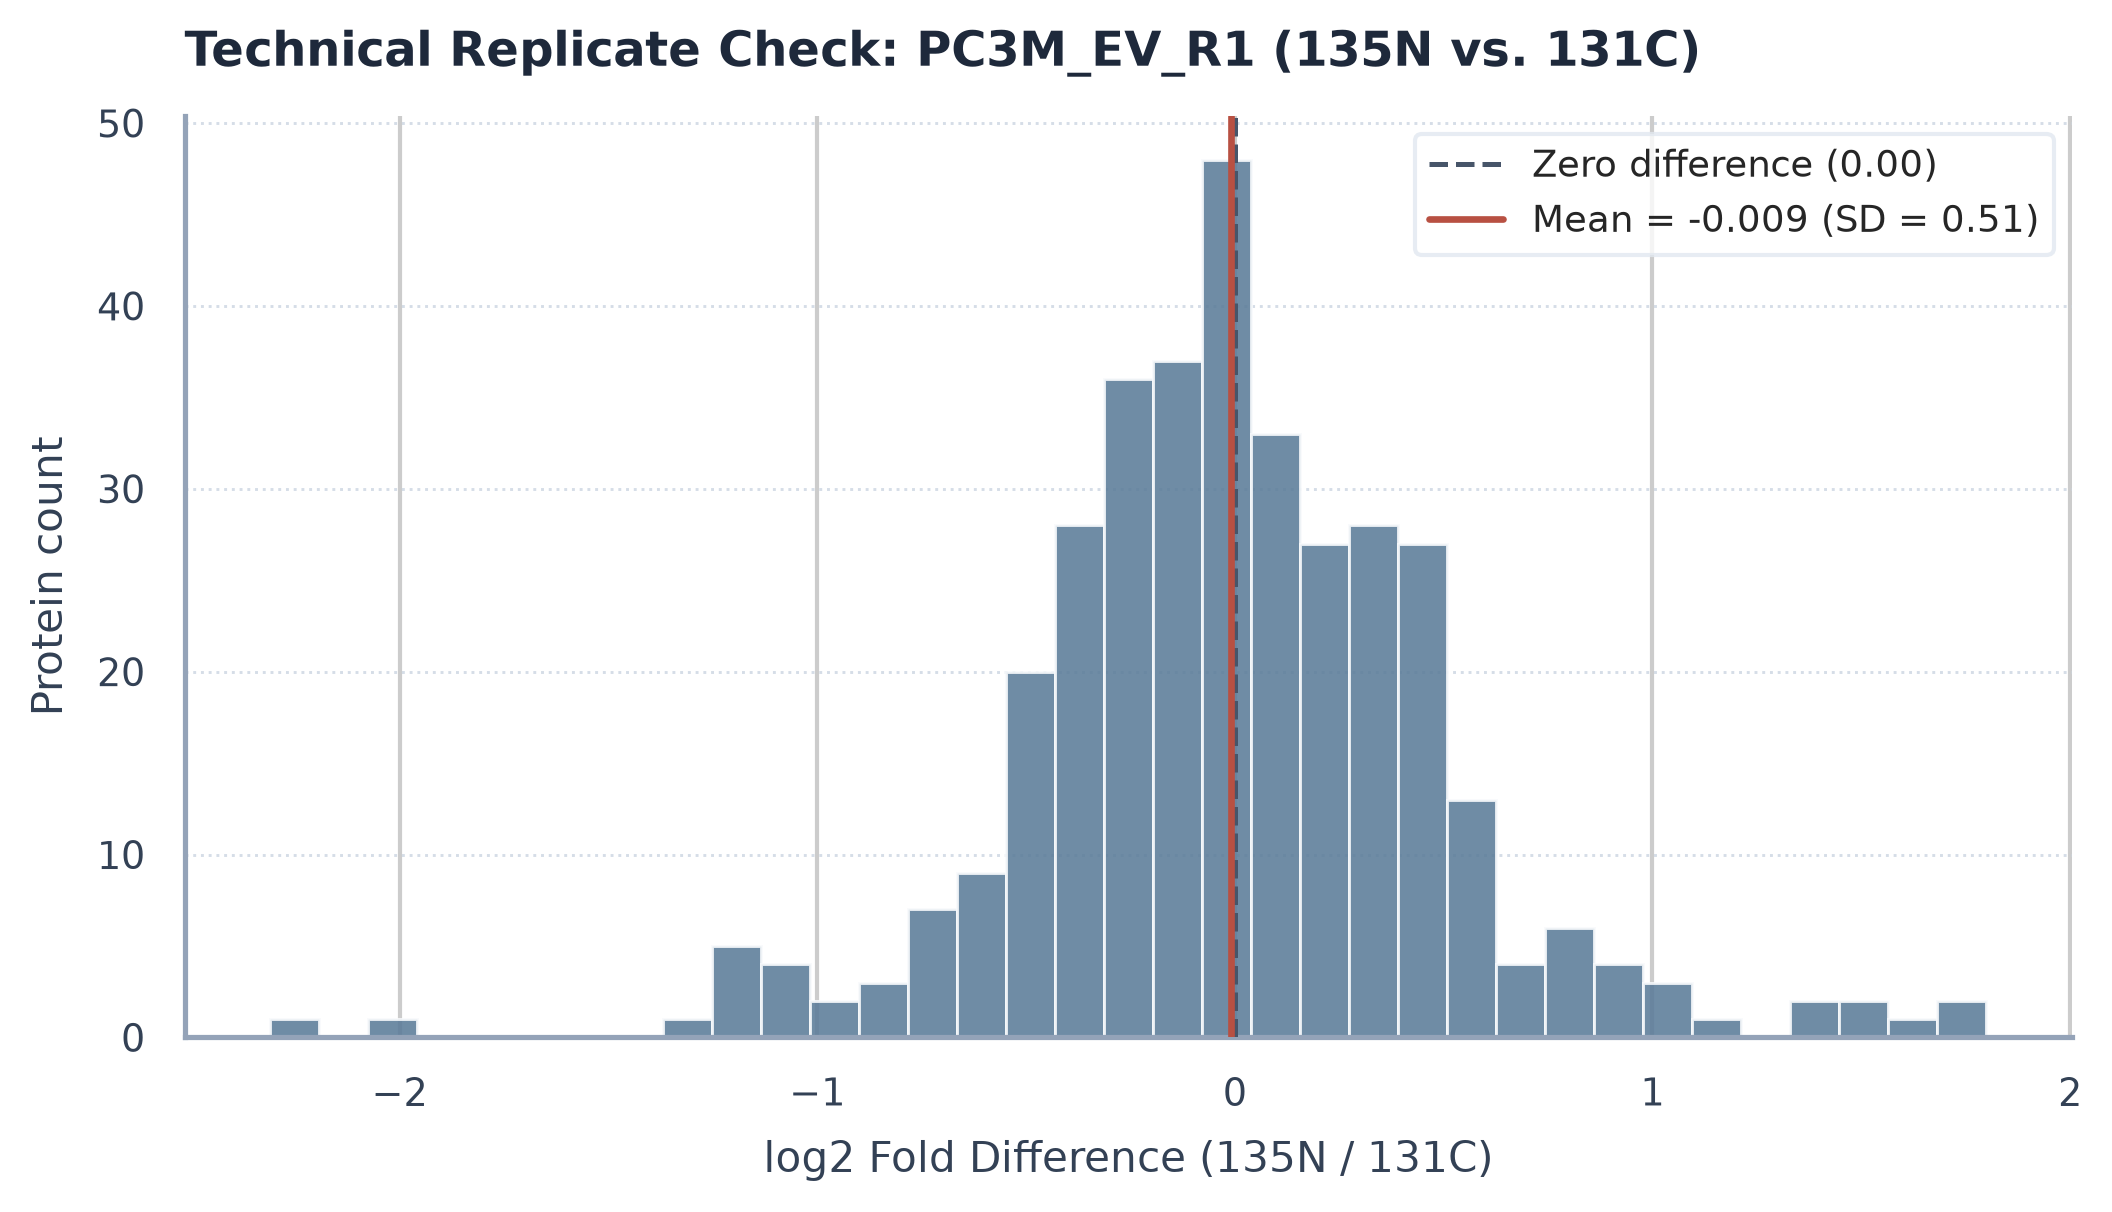 Technical Replicate Check: PC3M_EV_R1 (135N vs. 131C)
Zero difference (0.00)
Mean = -0.009 (SD = 0.51)
Protein count
50
40
30
20
10
0
−2
−1
0
1
2
log2 Fold Difference (135N / 131C)